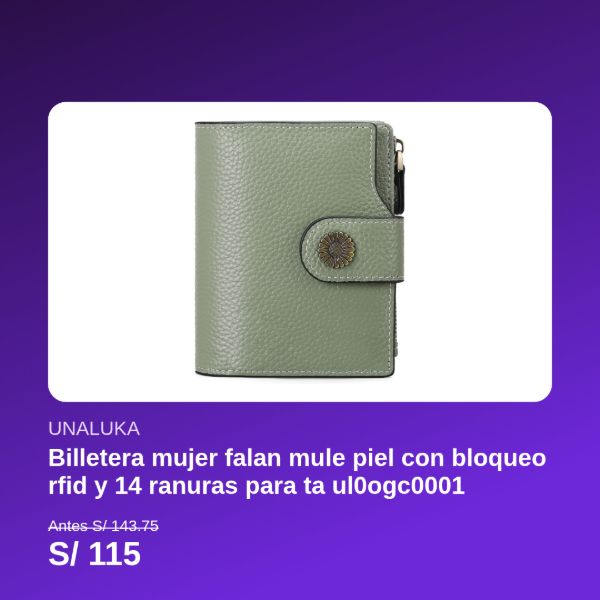 UNALUKA
Billetera mujer falan mule piel con bloqueo
rfid y 14 ranuras para ta ul0ogc0001
Antes S/ 143.75
S/ 115